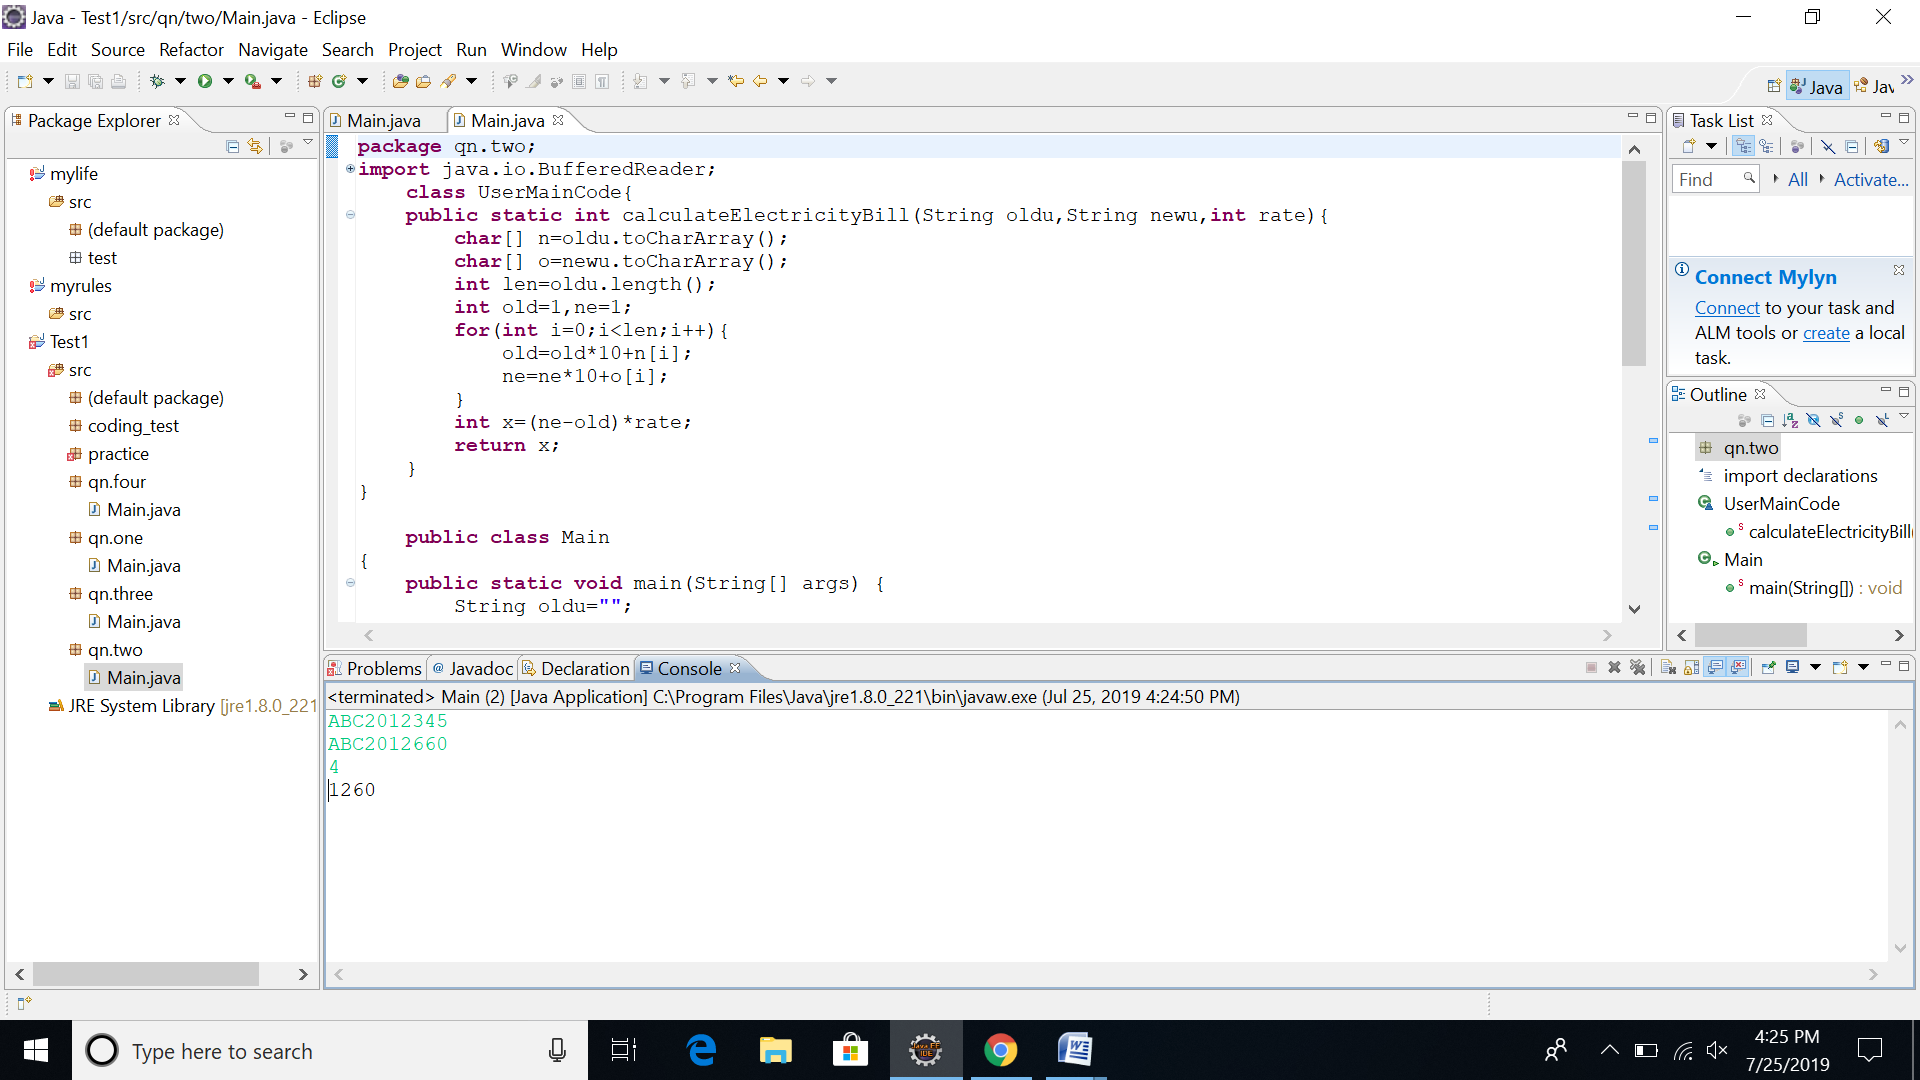 Java - Test1/src/qn/two/Main.java - Eclipse
File Edit Source Refactor Navigate Search Project Run Window Help
Java
Jav
Package Explorer
mylife
src
(default package)
test
myrules
src
Test1
src
(default package)
coding_test
practice
qn.four
Main.java
qn.one
Main.java
qn.three
Main.java
qn.two
Main.java
JRE System Library [jre1.8.0_221
Main.java
Main.java
package qn.two;
import java.io.BufferedReader;
class UserMainCode{
public static int calculateElectricityBill(String oldu,String newu,int rate){
char[] n=oldu.toCharArray();
char[] o=newu.toCharArray();
int len=oldu.length();
int old=1,ne=1;
for(int i=0;i<len;i++){
old=old*10+n[i];
ne=ne*10+o[i];
}
int x=(ne-old)*rate;
return x;
}
}
public class Main
{
public static void main(String[] args) {
String oldu="";
Task List
Find
All
Activate...
Connect Mylyn
Connect to your task and
ALM tools or create a local
task.
Outline
qn.two
import declarations
UserMainCode
calculateElectricityBill(
Main
main(String[]) : void
Problems
Javadoc
Declaration
Console
<terminated> Main (2) [Java Application] C:\Program Files\Java\jre1.8.0_221\bin\javaw.exe (Jul 25, 2019 4:24:50 PM)
ABC2012345
ABC2012660
4
1260
Type here to search
4:25 PM
7/25/2019